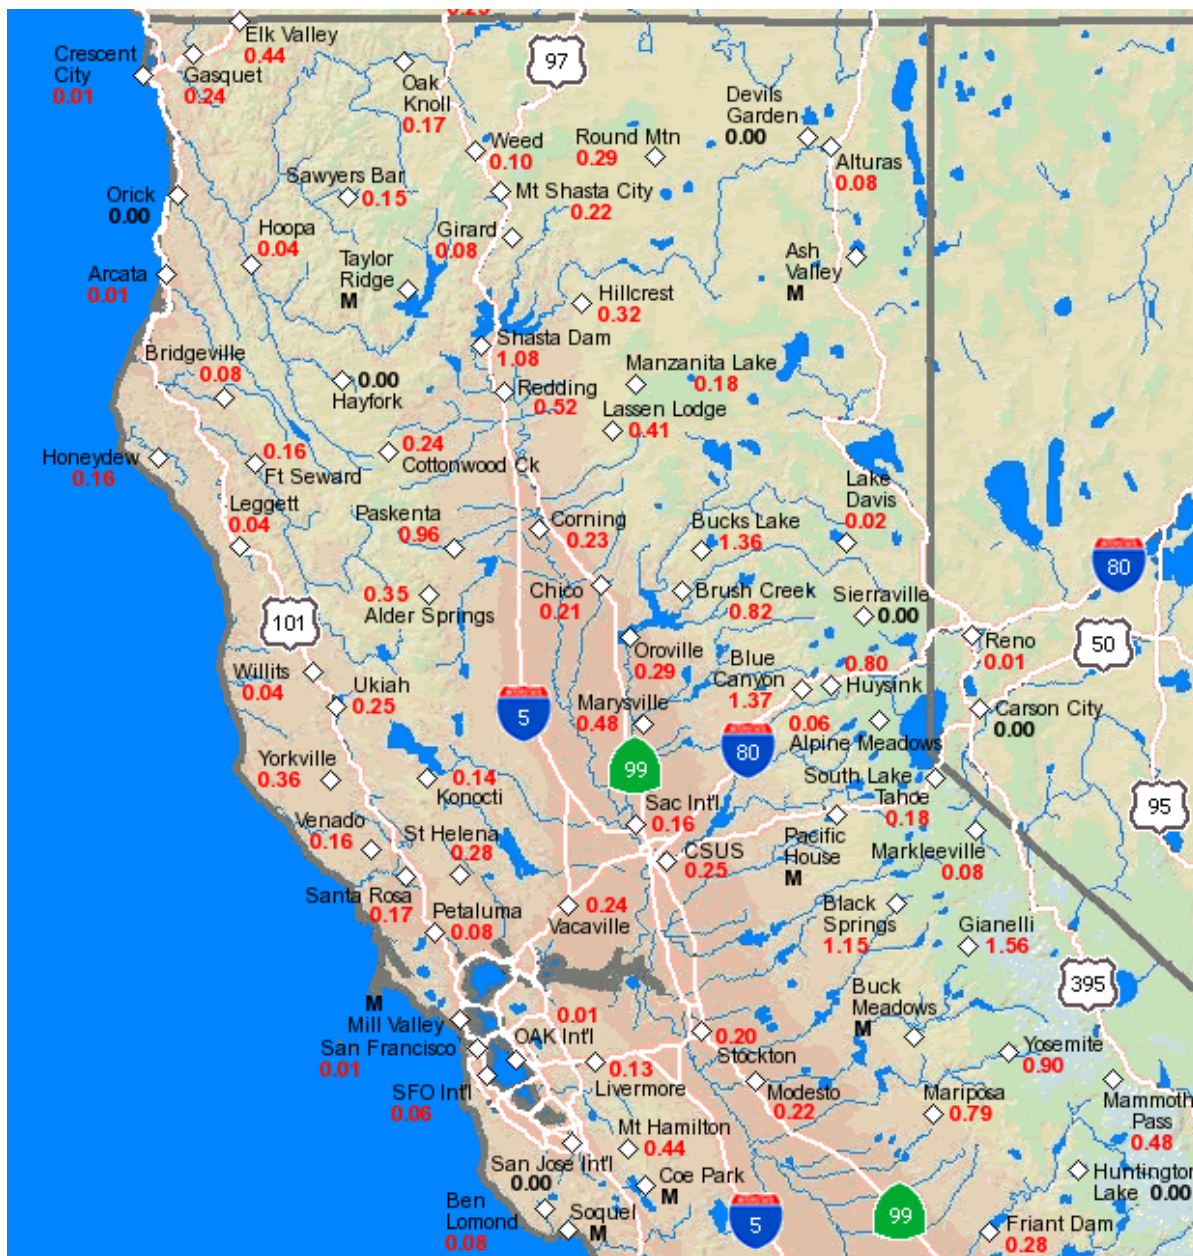 0.29
Elk Valley
0.44
Crescent
City
0.01
Gasquet
0.24
97
Oak
Knoll
0.17
Devils
Garden
0.00
Weed
0.10
Round Mtn
0.29
Alturas
0.08
Sawyers Bar
0.15
Mt Shasta City
0.22
Orick
0.00
Hoopa
0.04
Girard
0.08
Taylor
Ridge
M
Ash
Valley
M
Arcata
0.01
Hillcrest
0.32
Shasta Dam
1.08
Bridgeville
0.08
0.00
Hayfork
Manzanita Lake
0.18
Redding
0.52
Lassen Lodge
0.41
Honeydew
0.16
0.16
Ft Seward
0.24
Cottonwood Ck
Lake
Davis
0.02
Leggett
0.04
Paskenta
0.96
Corning
0.23
Bucks Lake
1.36
80
0.35
Alder Springs
Chico
0.21
Brush Creek
0.82
Sierraville
0.00
101
Oroville
0.29
Reno
0.01
50
Willits
0.04
Ukiah
0.25
Blue
Canyon
1.37
0.80
Huysink
5
Marysville
0.48
80
0.06
Alpine Meadows
Carson City
0.00
Yorkville
0.36
0.14
Konocti
99
South Lake
Tahoe
0.18
95
Venado
0.16
St Helena
0.28
Sac Int'l
0.16
Pacific
House
M
Markleeville
0.08
CSUS
0.25
Santa Rosa
0.17
Petaluma
0.08
0.24
Vacaville
Black
Springs
1.15
Gianelli
1.56
395
M
Mill Valley
San Francisco
0.01
0.01
OAK Int'l
0.20
Stockton
Buck
Meadows
M
Yosemite
0.90
SFO Int'l
0.06
0.13
Livermore
Modesto
0.22
Mariposa
0.79
Mammoth
Pass
0.48
Mt Hamilton
0.44
San Jose Int'l
0.00
Coe Park
M
Huntington
Lake 0.00
Ben
Lomond
0.08
Soquel
M
5
99
Friant Dam
0.28